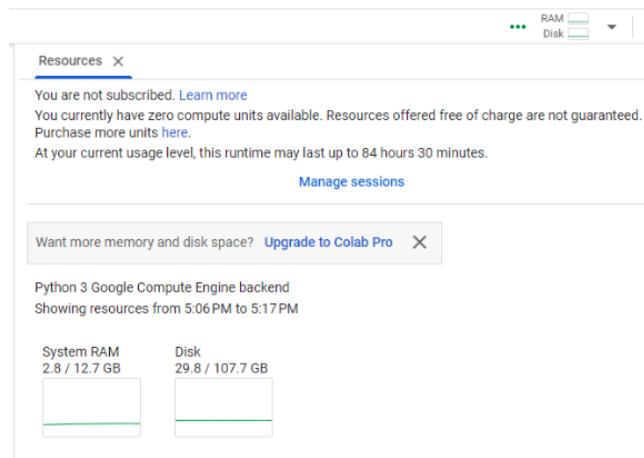 RAM
Disk
Resources
You are not subscribed. Learn more
You currently have zero compute units available. Resources offered free of charge are not guaranteed.
Purchase more units here.
At your current usage level, this runtime may last up to 84 hours 30 minutes.
Manage sessions
Want more memory and disk space? Upgrade to Colab Pro
Python 3 Google Compute Engine backend
Showing resources from 5:06 PM to 5:17 PM
System RAM
2.8 / 12.7 GB
Disk
29.8 / 107.7 GB